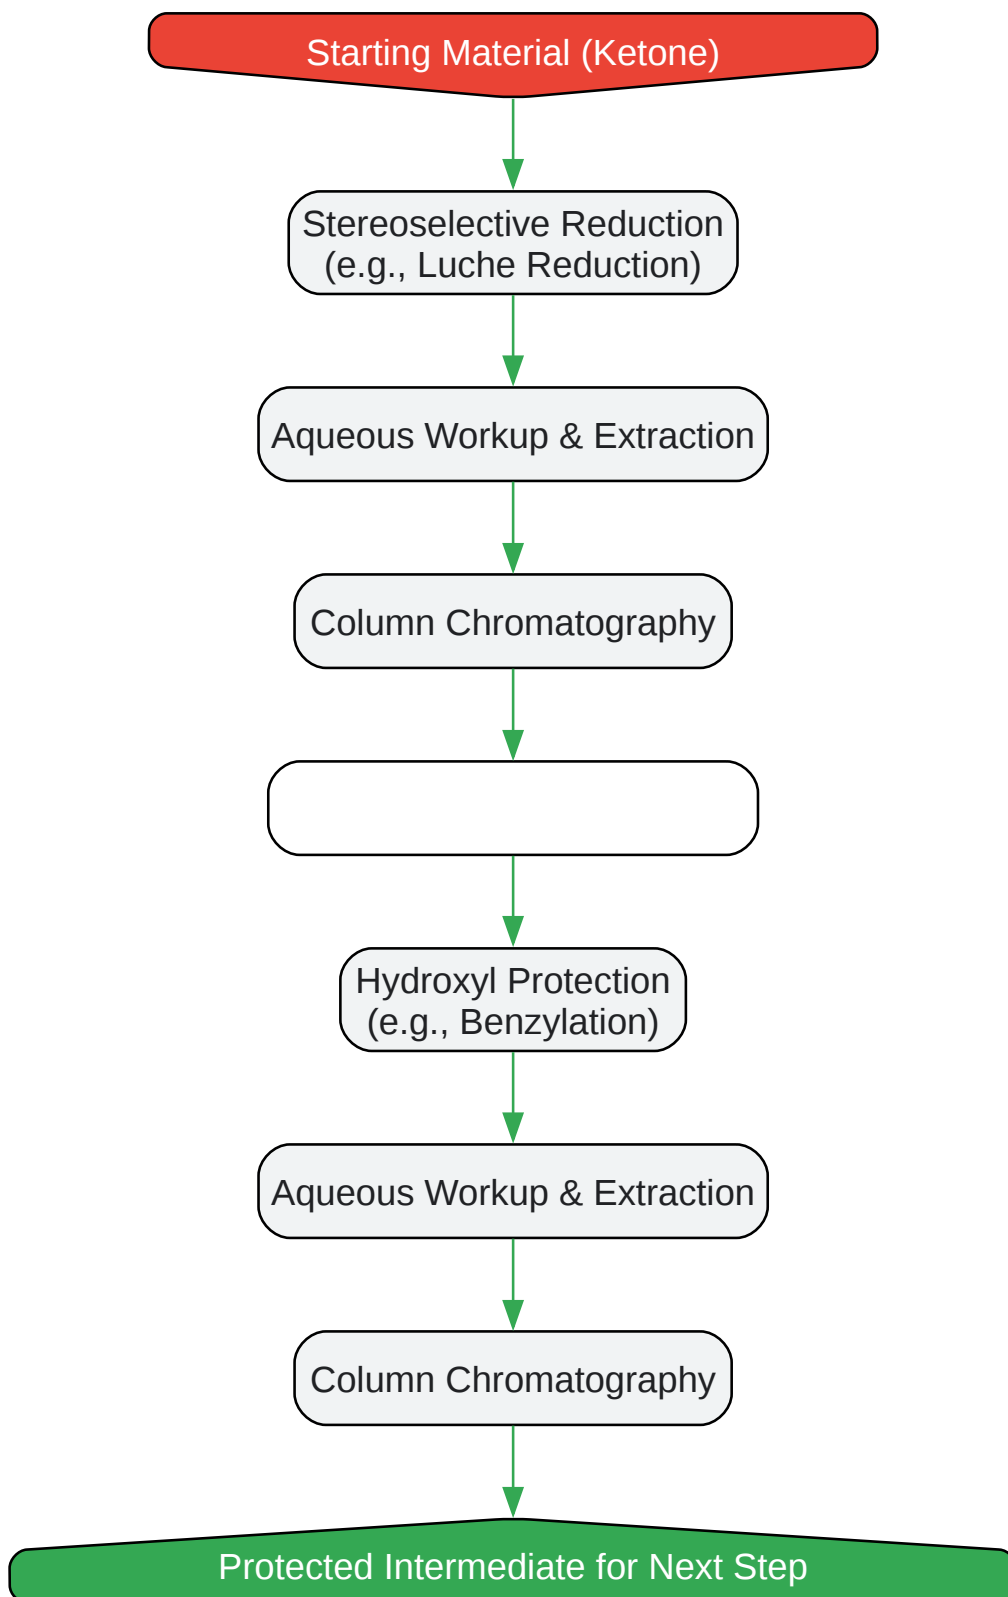 Starting Material (Ketone)
Stereoselective Reduction
(e.g., Luche Reduction)
Aqueous Workup & Extraction
Column Chromatography
Hydroxyl Protection
(e.g., Benzylation)
Aqueous Workup & Extraction
Column Chromatography
Protected Intermediate for Next Step